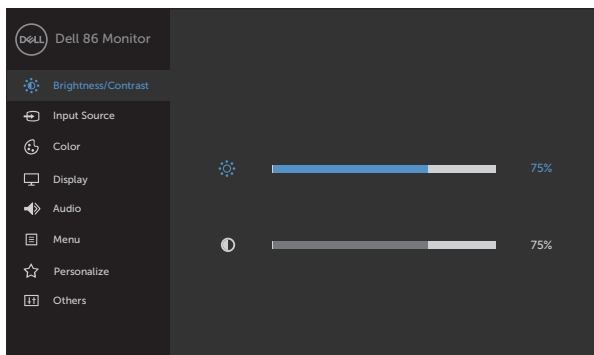 DELL Dell 86 Monitor
Brightness/Contrast
Input Source
Color
Display
Audio
Menu
Personalize
Others
75%
75%